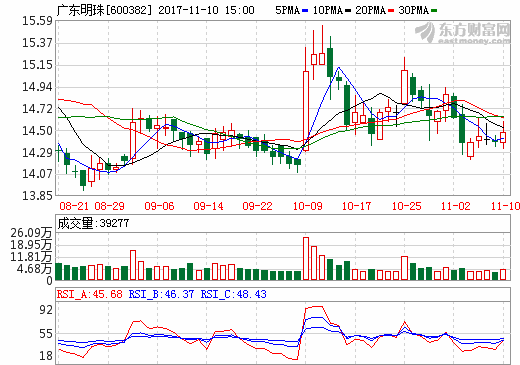 广东明珠[600382] 2017-11-10 15:00 5PMA 10PMA 20PMA 30PMA
东方财富网
eastmoney.com
15.59
15.37
15.15
14.94
14.72
14.50
14.29
14.07
13.85
08-21 08-29 09-06 09-14 09-22 10-09 10-17 10-25 11-02 11-10
成交量:39277
26.09万
18.95万
11.81万
4.68万
0
RSI_A:45.68 RSI_B:46.37 RSI_C:48.43
92
55
18